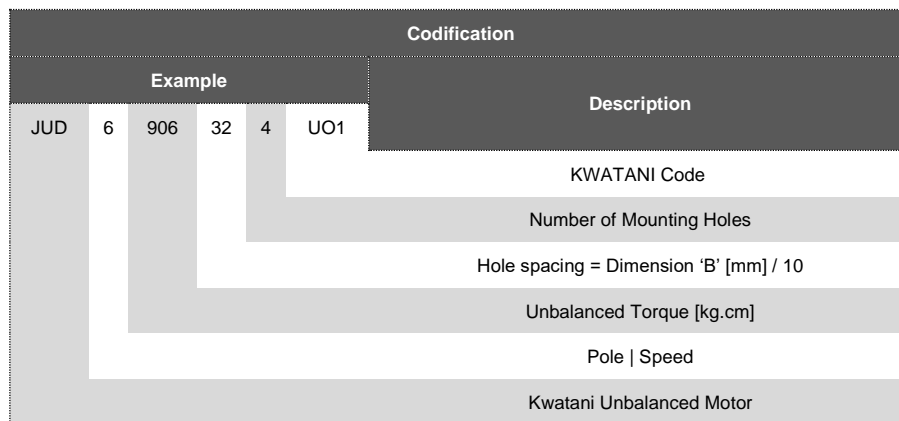 Codification
Example
Description
JUD 6 906 32 4 UO1
KWATANI Code
Number of Mounting Holes
Hole spacing = Dimension ‘B’ [mm] / 10
Unbalanced Torque [kg.cm]
Pole | Speed
Kwatani Unbalanced Motor